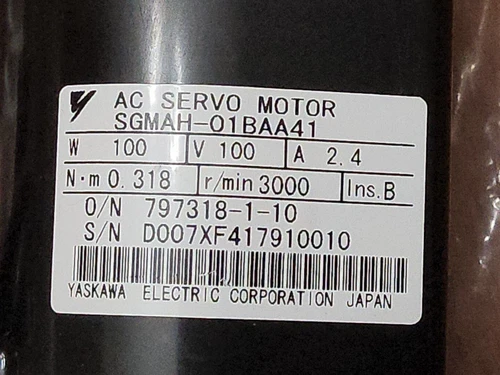 AC SERVO MOTOR
SGMAH-01BAA41
W 100 V 100 A 2.4
N·m 0.318 r/min 3000 Ins.B
O/N 797318-1-10
S/N D007XF417910010
YASKAWA ELECTRIC CORPORATION JAPAN